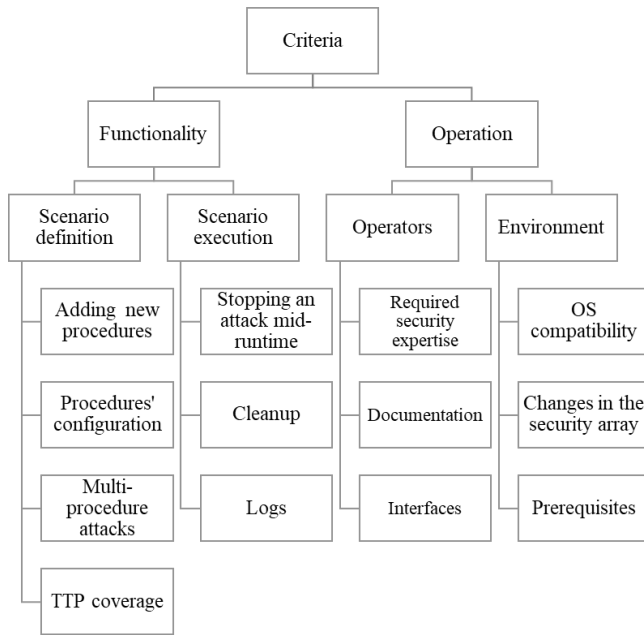 Criteria
Functionality
Operation
Scenario
definition
Scenario
execution
Operators
Environment
Adding new
procedures
Stopping an
attack mid-
runtime
Required
security
expertise
OS
compatibility
Procedures'
configuration
Cleanup
Documentation
Changes in the
security array
Multi-
procedure
attacks
Logs
Interfaces
Prerequisites
TTP coverage